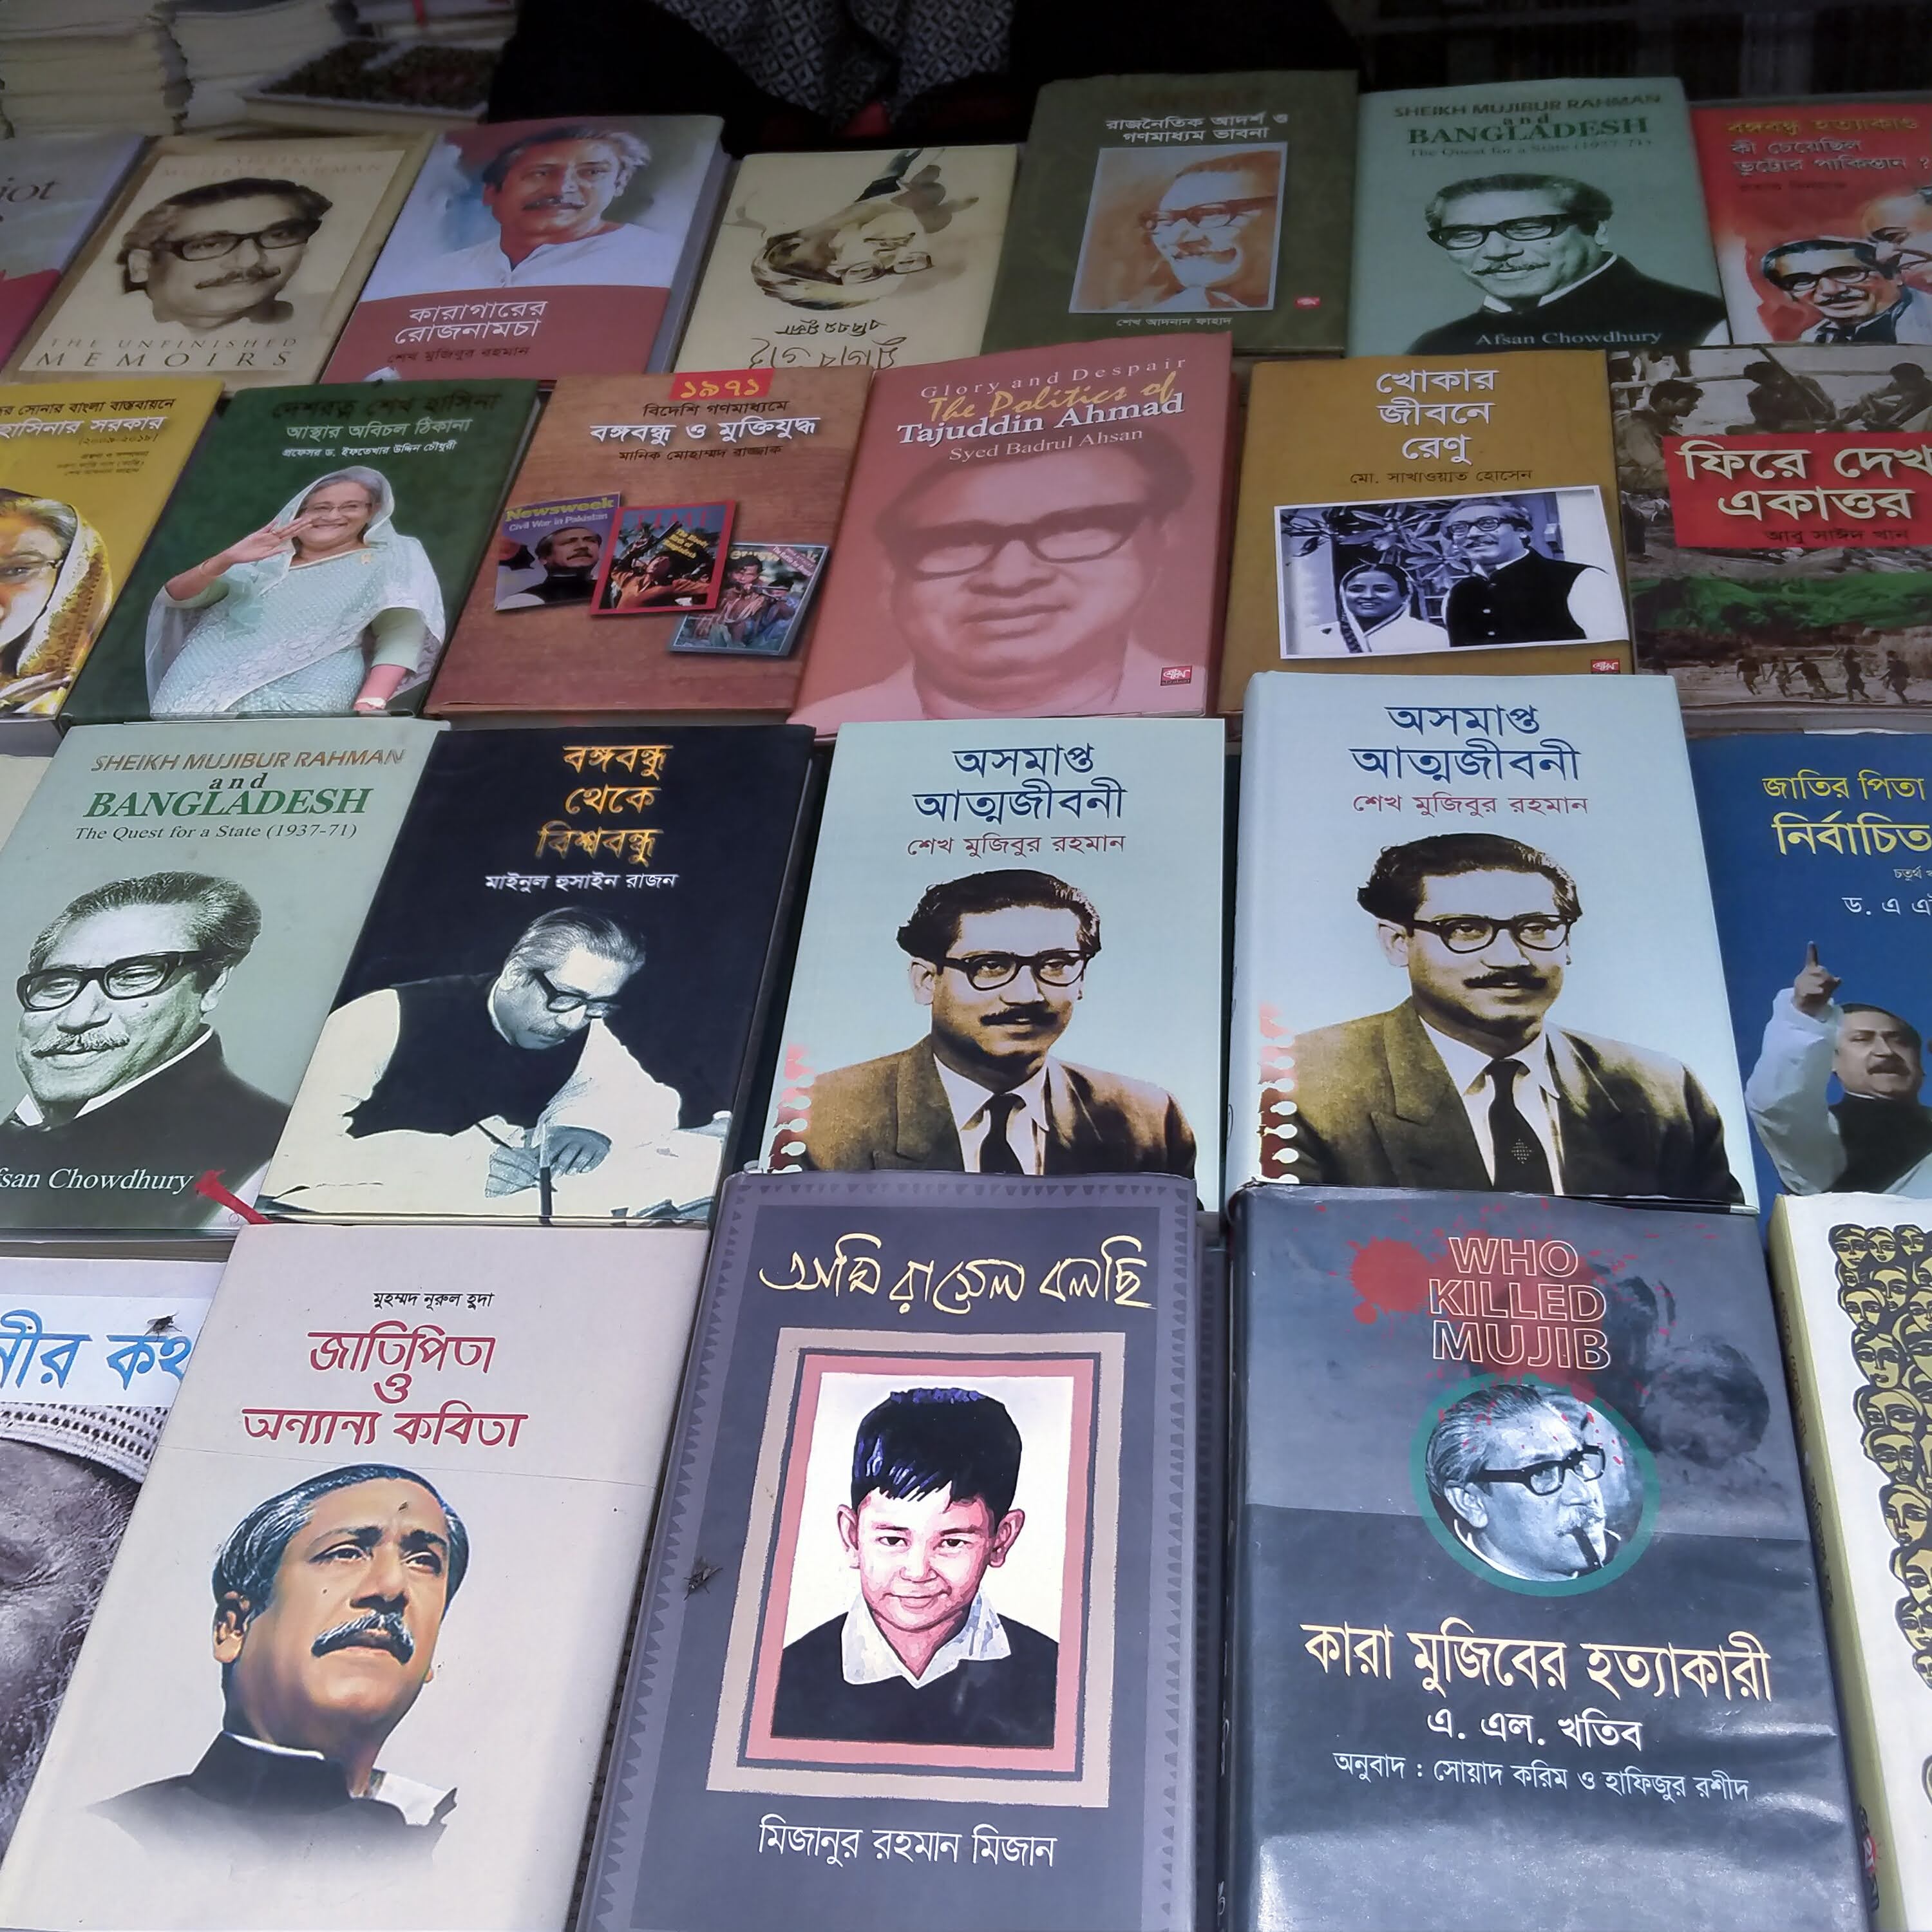 SHEIKH
MUJIBUR RAHMAN
THE UNFINISHED
MEMOIRS
কারাগারের
রোজনামচা
শেখ মুজিবুর রহমান
রাজনৈতিক আদর্শ ও
গণমাধ্যম ভাবনা
শেখ আদনান ফাহাদ
SHEIKH MUJIBUR RAHMAN
and
BANGLADESH
The Quest for a State (1937-71)
Afsan Chowdhury
বঙ্গবন্ধু হত্যাকাণ্ড
কী চেয়েছিল
ভুট্টোর পাকিস্তান ?
সোনার বাংলা বাস্তবায়নে
হাসিনার সরকার
দেশরত্ন শেখ হাসিনা
আস্থার অবিচল ঠিকানা
প্রফেসর ড. ইফতেখার উদ্দিন চৌধুরী
১৯৭১
বিদেশি গণমাধ্যমে
বঙ্গবন্ধু ও মুক্তিযুদ্ধ
মানিক মোহাম্মদ রাজ্জাক
Newsweek
Civil War in Pakistan
Glory and Despair
The Politics of
Tajuddin Ahmad
Syed Badrul Ahsan
খোকার
জীবনে
রেণু
মো. সাখাওয়াত হোসেন
ফিরে দেখ
একাত্তর
আবু সাঈদ খান
SHEIKH MUJIBUR RAHMAN
and
BANGLADESH
The Quest for a State (1937-71)
fsan Chowdhury
বঙ্গবন্ধু
থেকে
বিশ্ববন্ধু
মাইনুল হুসাইন রাজন
অসমাপ্ত
আত্মজীবনী
শেখ মুজিবুর রহমান
অসমাপ্ত
আত্মজীবনী
শেখ মুজিবুর রহমান
জাতির পিতা
নির্বাচিত
চতুর্থ
ড. এ
নীর কথ
মুহম্মদ নূরুল হুদা
জাতিপিতা
ও
অন্যান্য কবিতা
আমি রাসেল বলছি
মিজানুর রহমান মিজান
WHO
KILLED
MUJIB
কারা মুজিবের হত্যাকারী
এ. এল. খতিব
অনুবাদ : সোয়াদ করিম ও হাফিজুর রশীদ